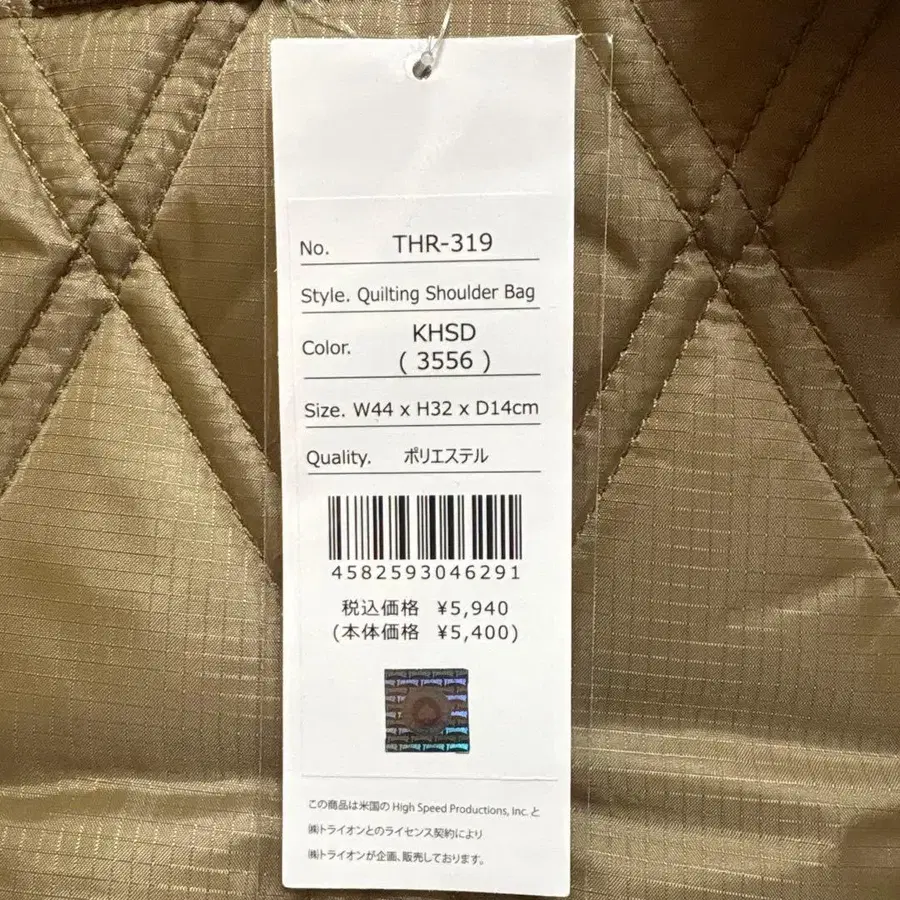 No. THR-319
Style. Quilting Shoulder Bag
Color. KHSD
( 3556 )
Size. W44 x H32 x D14cm
Quality. ポリエステル
4582593046291
税込価格 ¥5,940
(本体価格 ¥5,400)
この商品は米国の High Speed Productions, Inc. と
㈱トライオンとのライセンス契約により
㈱トライオンが企画、販売しております。